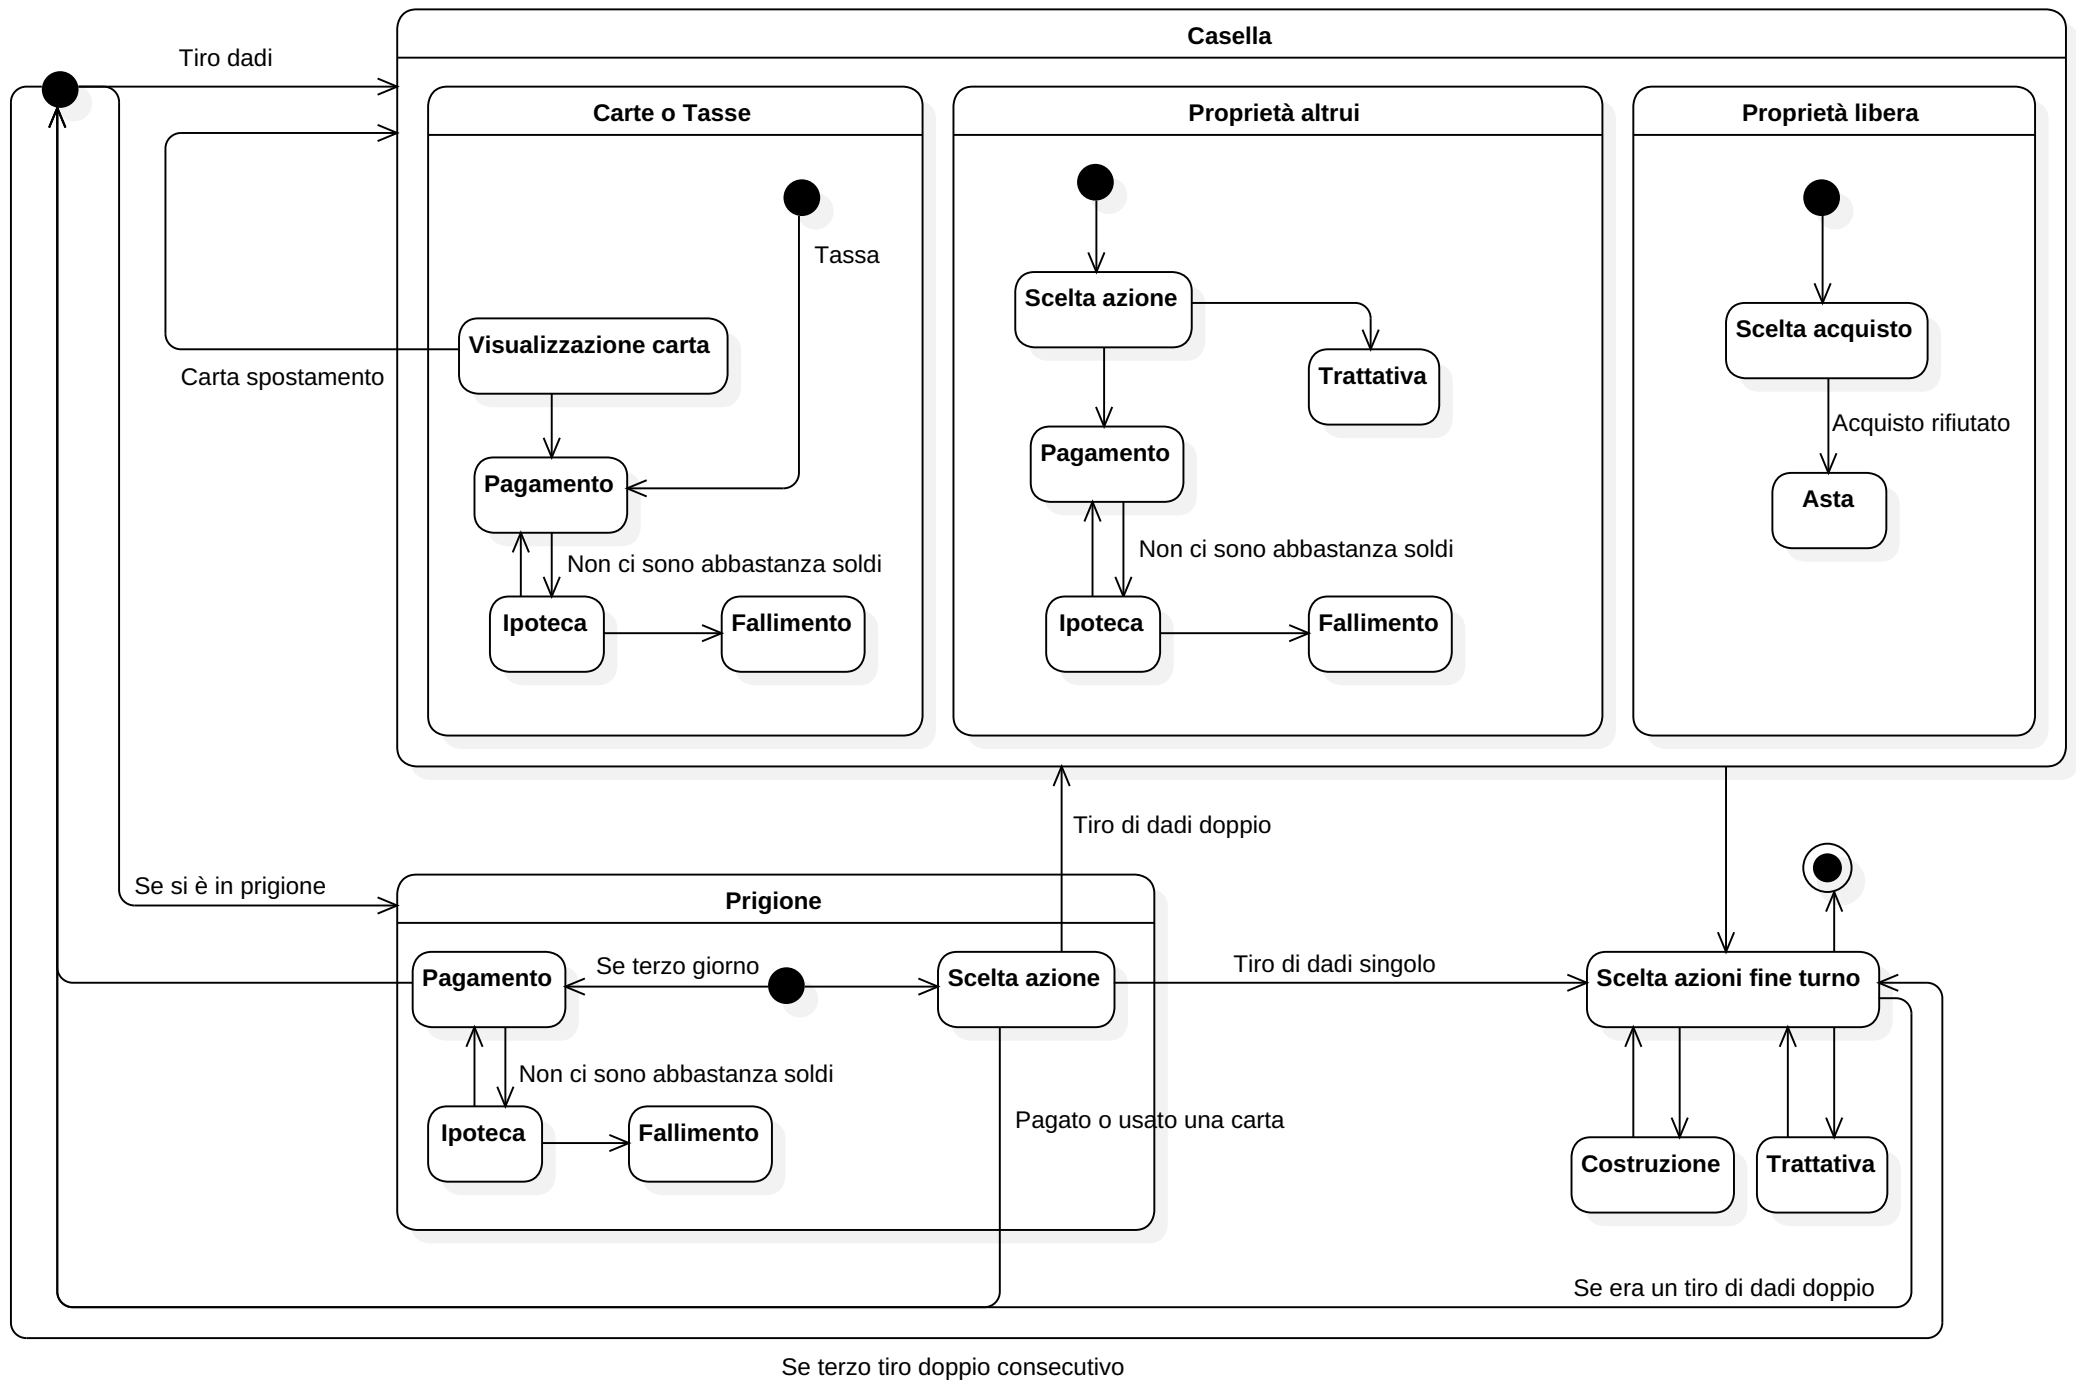 Casella
Tiro dadi
Carte o Tasse
Proprietà altrui
Proprietà libera
Tassa
Scelta azione
Scelta acquisto
Visualizzazione carta
Carta spostamento
Trattativa
Acquisto rifiutato
Pagamento
Pagamento
Asta
Non ci sono abbastanza soldi
Non ci sono abbastanza soldi
Ipoteca
Fallimento
Ipoteca
Fallimento
Tiro di dadi doppio
Se si è in prigione
Prigione
Pagamento
Se terzo giorno
Scelta azione
Tiro di dadi singolo
Scelta azioni fine turno
Non ci sono abbastanza soldi
Pagato o usato una carta
Ipoteca
Fallimento
Costruzione
Trattativa
Se era un tiro di dadi doppio
Se terzo tiro doppio consecutivo